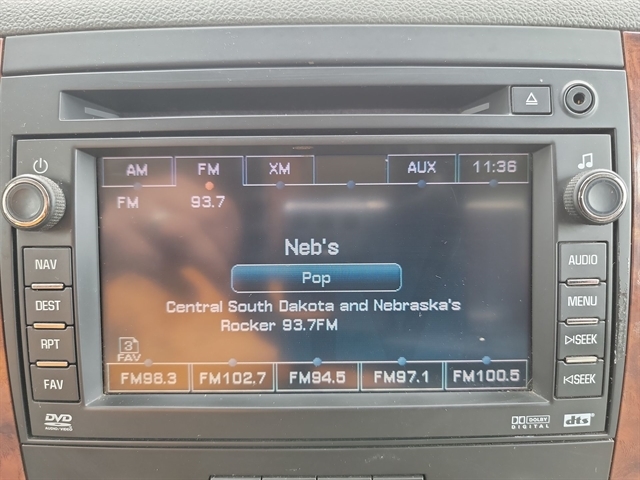 AM FM XM AUX 11:36
FM 93.7
Neb's
Pop
Central South Dakota and Nebraska's
Rocker 93.7FM
3
FAV
FM98.3 FM102.7 FM94.5 FM97.1 FM100.5
NAV
DEST
RPT
FAV
AUDIO
MENU
SEEK
SEEK
DVD
AUDIO/VIDEO
DOLBY
DIGITAL
dts